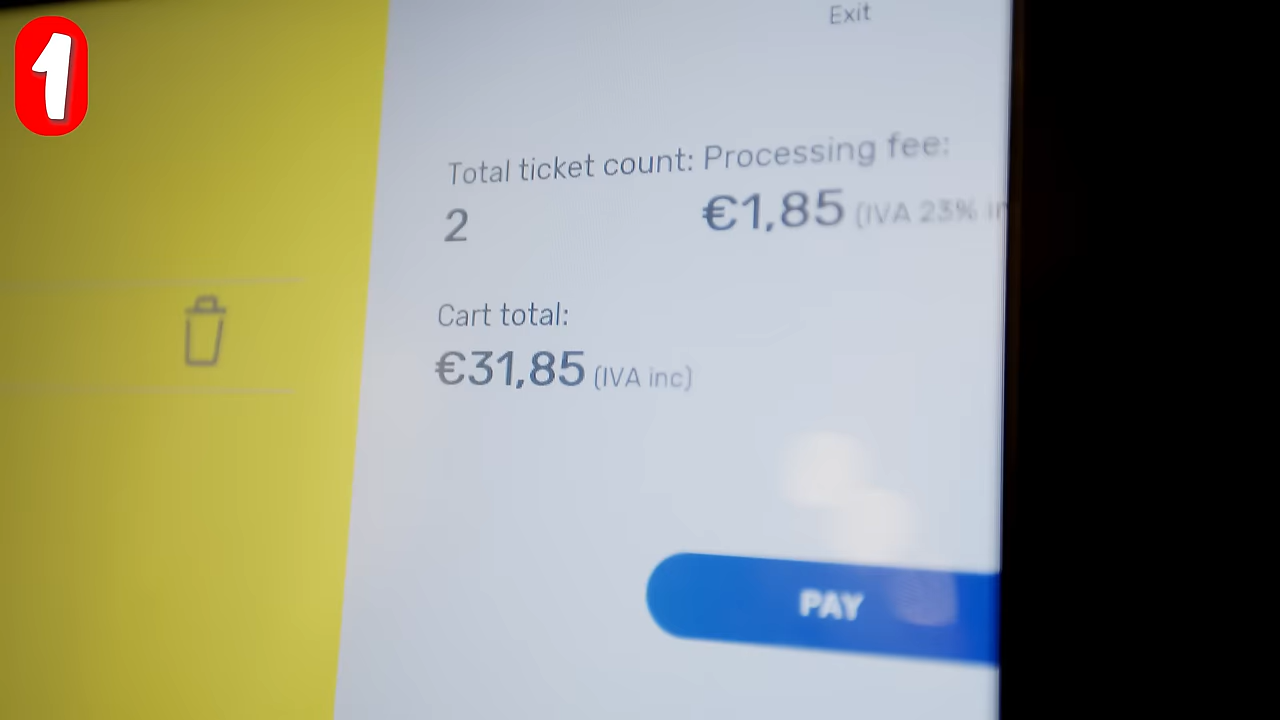 1
Exit
Total ticket count: Processing fee:
2 €1,85 (IVA 23%
Cart total:
€31,85 (IVA inc)
PAY